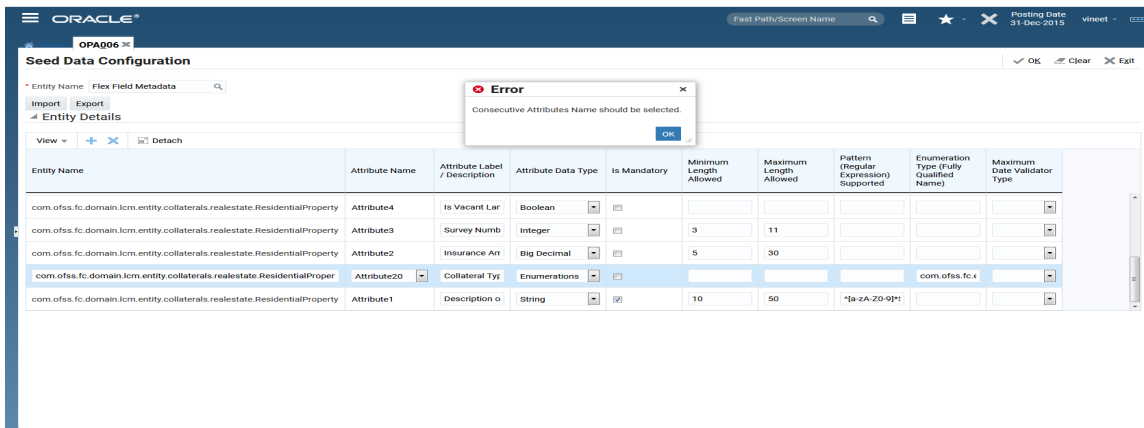 ORACLE®
Fast Path/Screen Name
Posting Date
31-Dec-2015
vineet
OPA006
Seed Data Configuration
OK Clear Exit
* Entity Name Flex Field Metadata
Import Export
Entity Details
Error
Consecutive Attributes Name should be selected.
OK
View Detach
Entity Name Attribute Name Attribute Label / Description Attribute Data Type Is Mandatory Minimum Length Allowed Maximum Length Allowed Pattern (Regular Expression) Supported Enumeration Type (Fully Qualified Name) Maximum Date Validator Type
com.ofss.fc.domain.lcm.entity.collaterals.realestate.ResidentialProperty Attribute4 Is Vacant Lar Boolean
com.ofss.fc.domain.lcm.entity.collaterals.realestate.ResidentialProperty Attribute3 Survey Numb Integer 3 11
com.ofss.fc.domain.lcm.entity.collaterals.realestate.ResidentialProperty Attribute2 Insurance Am Big Decimal 5 30
com.ofss.fc.domain.lcm.entity.collaterals.realestate.ResidentialProper Attribute20 Collateral Typ Enumerations com.ofss.fc.e
com.ofss.fc.domain.lcm.entity.collaterals.realestate.ResidentialProperty Attribute1 Description o String 10 50 ^[a-zA-Z0-9]*$